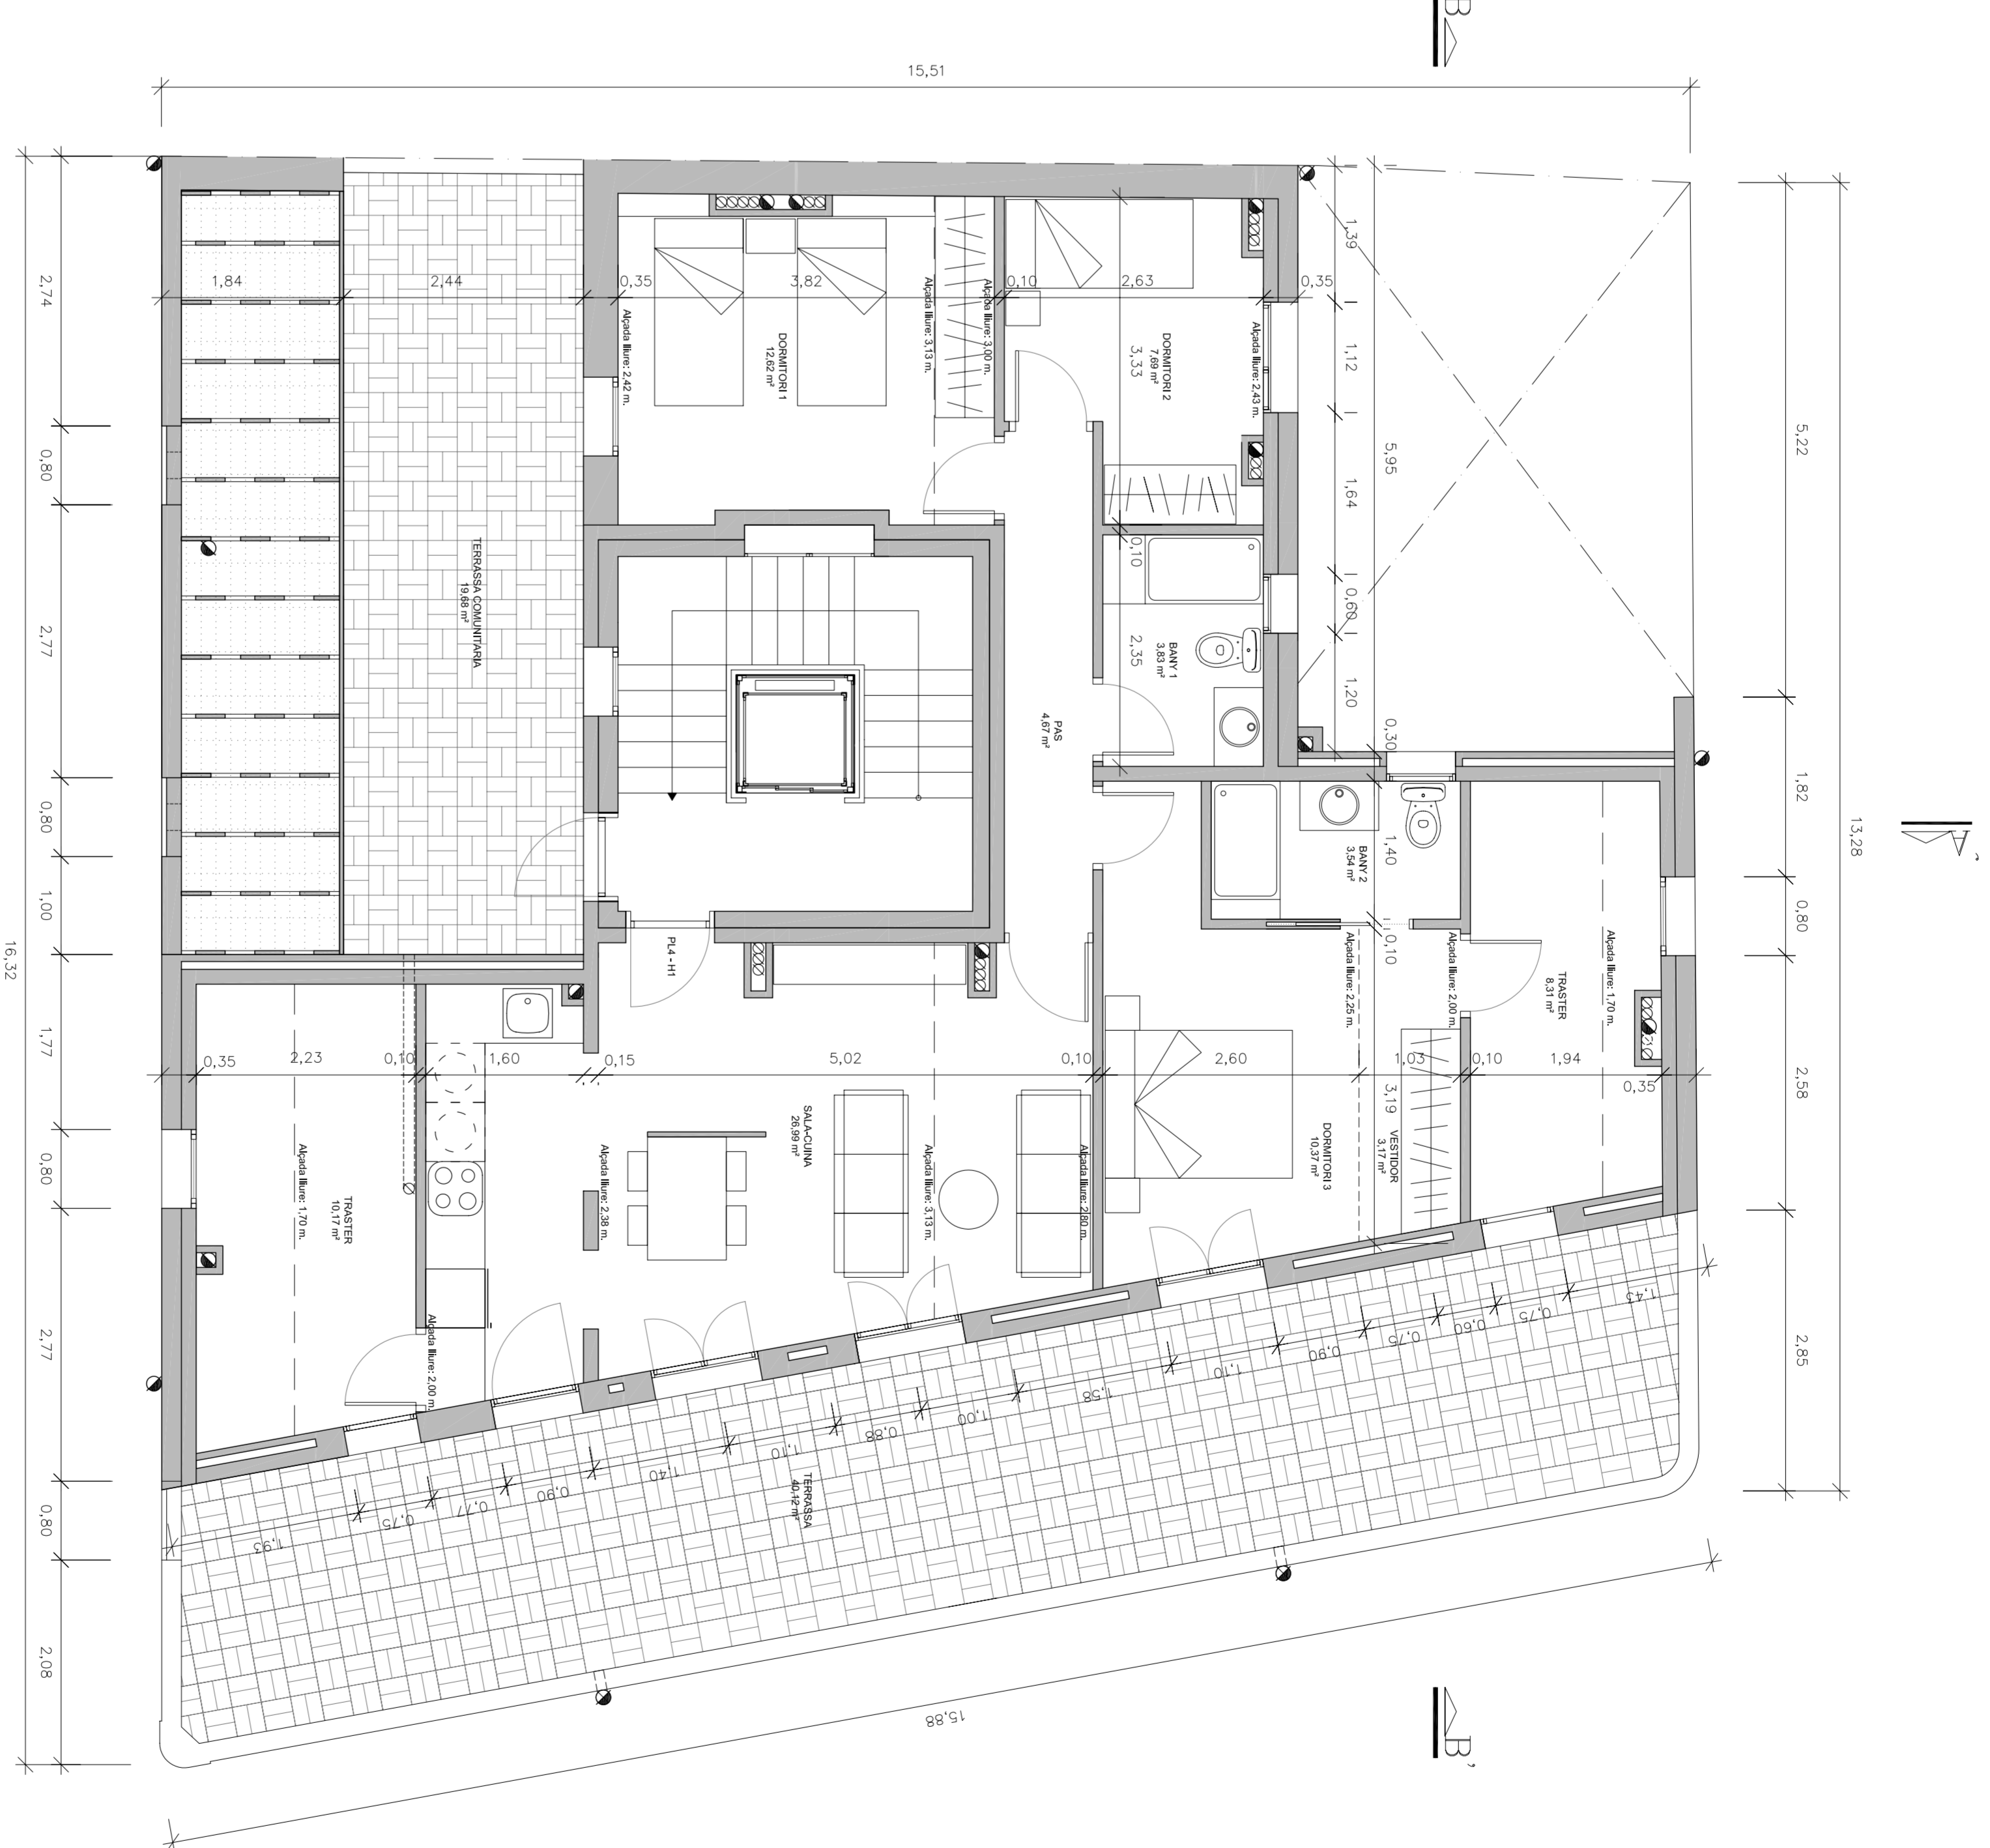 B
15,51
1,84
2,44
0,35
3,82
0,10
2,63
0,35
Alçada lliure: 2,42 m.
DORMITORI 1
12,62 m²
Alçada lliure: 3,13 m.
Alçada lliure: 3,00 m.
3,33
DORMITORI 2
7,69 m²
Alçada lliure: 2,43 m.
1,39
1,12
1,64
0,60
1,20
5,95
0,30
5,22
1,82
0,80
2,58
2,85
13,28
A'
2,74
0,80
2,77
0,80
1,00
1,77
0,80
2,77
0,80
2,08
16,32
TERRASSA COMUNITARIA
19,68 m²
0,10
2,35
BANY 1
3,83 m²
PAS
4,67 m²
BANY 2
3,54 m²
1,40
0,10
PL4 - H1
Alçada lliure: 2,25 m.
Alçada lliure: 2,00 m.
TRASTER
8,31 m²
Alçada lliure: 1,70 m.
0,35
2,23
0,10
1,60
0,15
5,02
0,10
2,60
1,03
0,10
1,94
0,35
3,19
VESTIDOR
3,17 m²
DORMITORI 3
10,37 m²
SALA-CUINA
26,99 m²
Alçada lliure: 1,70 m.
TRASTER
10,17 m²
Alçada lliure: 2,38 m.
Alçada lliure: 3,13 m.
Alçada lliure: 2,80 m.
Alçada lliure: 2,00 m.
1,93
0,75
0,77
0,90
1,40
1,10
0,88
1,00
1,58
1,10
0,90
0,75
0,60
0,75
1,43
TERRASSA
40,12 m²
15,88
B'